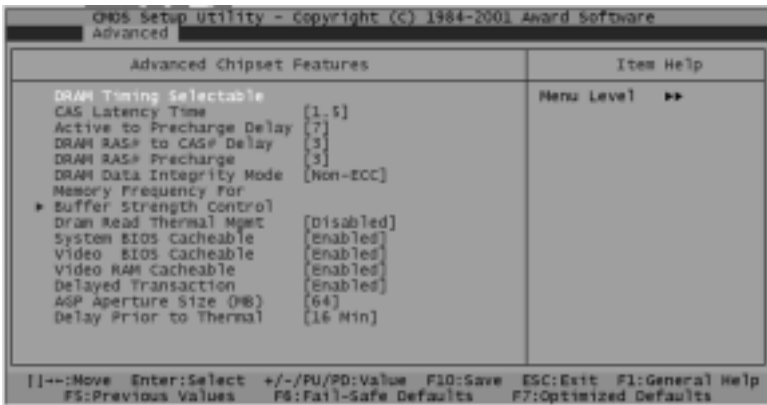 CMOS Setup Utility - Copyright (C) 1984-2001 Award Software
Advanced
Advanced Chipset Features
Item Help
DRAM Timing Selectable
Menu Level ▸▸
CAS Latency Time [1.5]
Active to Precharge Delay [7]
DRAM RAS# to CAS# Delay [3]
DRAM RAS# Precharge [3]
DRAM Data Integrity Mode [Non-ECC]
Memory Frequency For
▸ Buffer Strength Control
Dram Read Thermal Mgmt [Disabled]
System BIOS Cacheable [Enabled]
Video BIOS Cacheable [Enabled]
Video RAM Cacheable [Enabled]
Delayed Transaction [Enabled]
AGP Aperture Size (MB) [64]
Delay Prior to Thermal [16 Min]
[]→←:Move Enter:Select +/-/PU/PD:Value F10:Save ESC:Exit F1:General Help
F5:Previous Values F6:Fail-Safe Defaults F7:Optimized Defaults